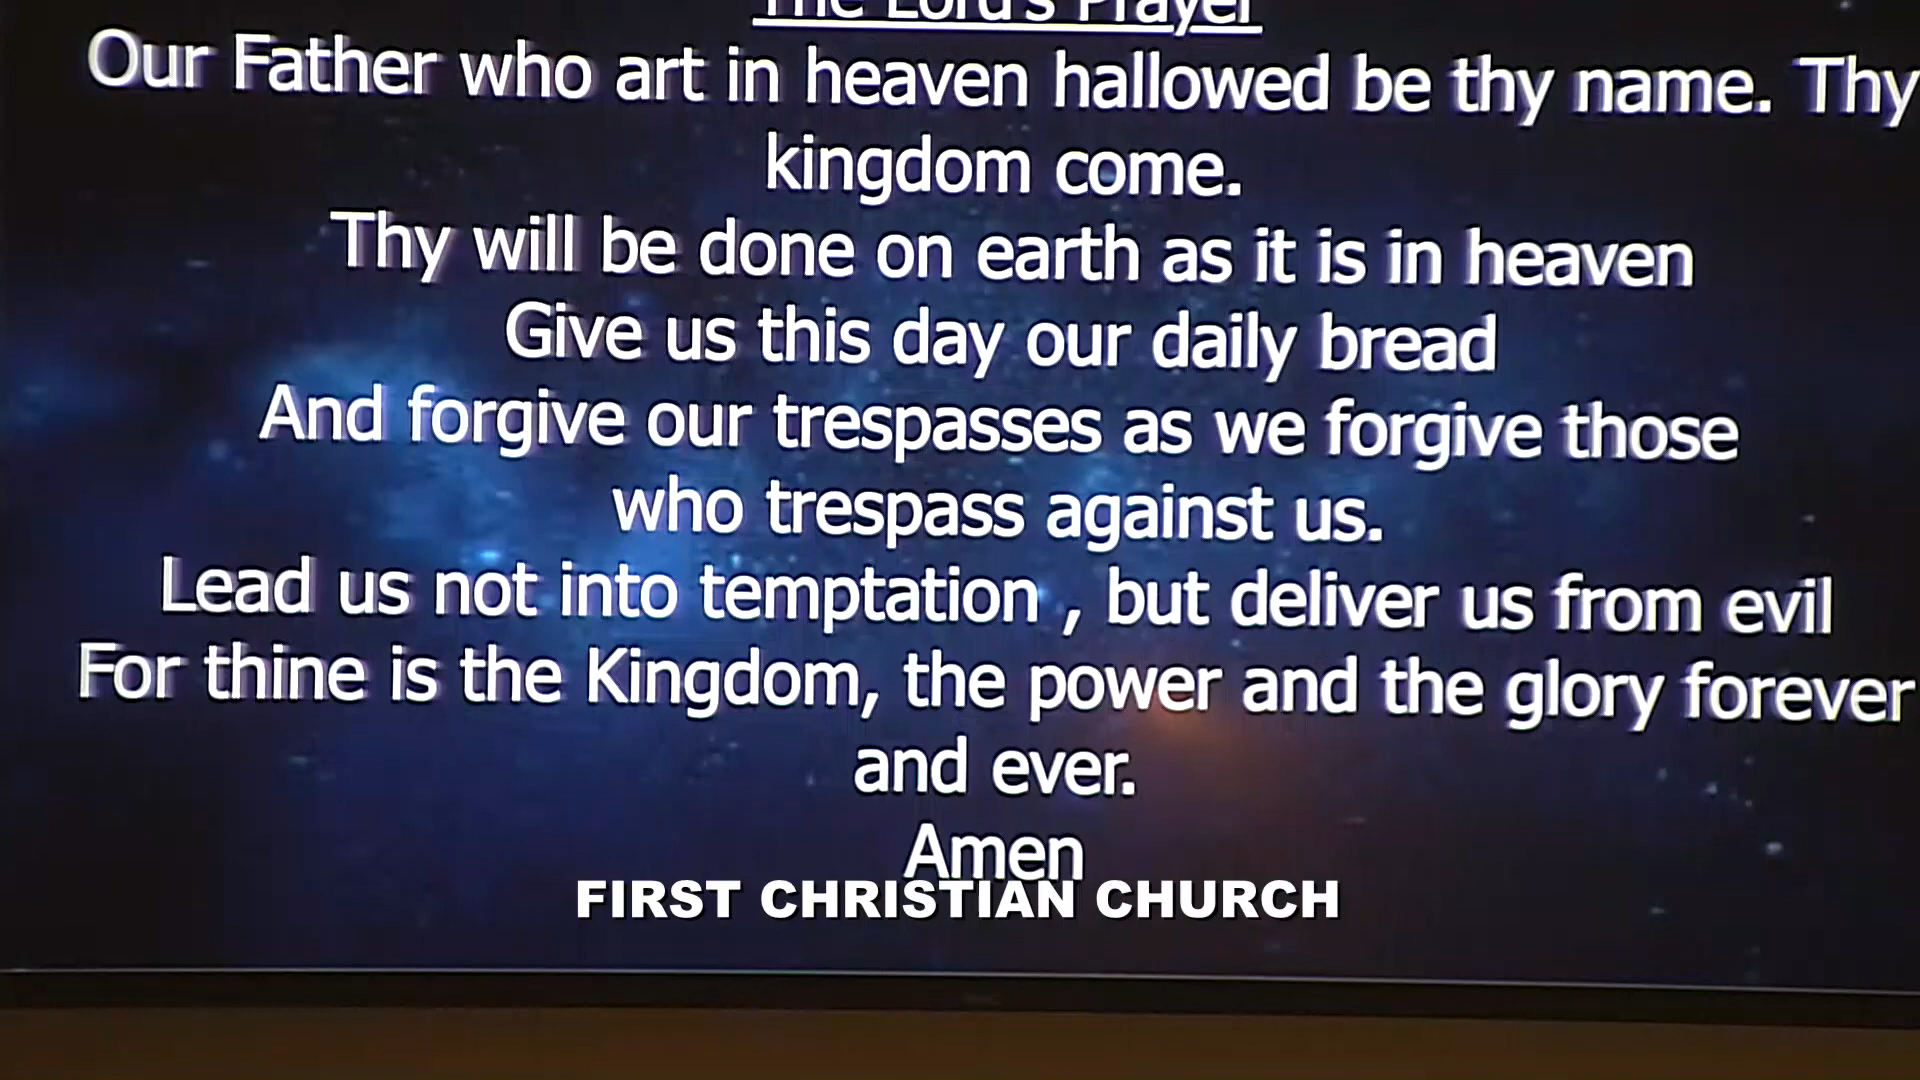 The Lord's Prayer
Our Father who art in heaven hallowed be thy name. Thy
kingdom come.
Thy will be done on earth as it is in heaven
Give us this day our daily bread
And forgive our trespasses as we forgive those
who trespass against us.
Lead us not into temptation , but deliver us from evil
For thine is the Kingdom, the power and the glory forever
and ever.
Amen
FIRST CHRISTIAN CHURCH